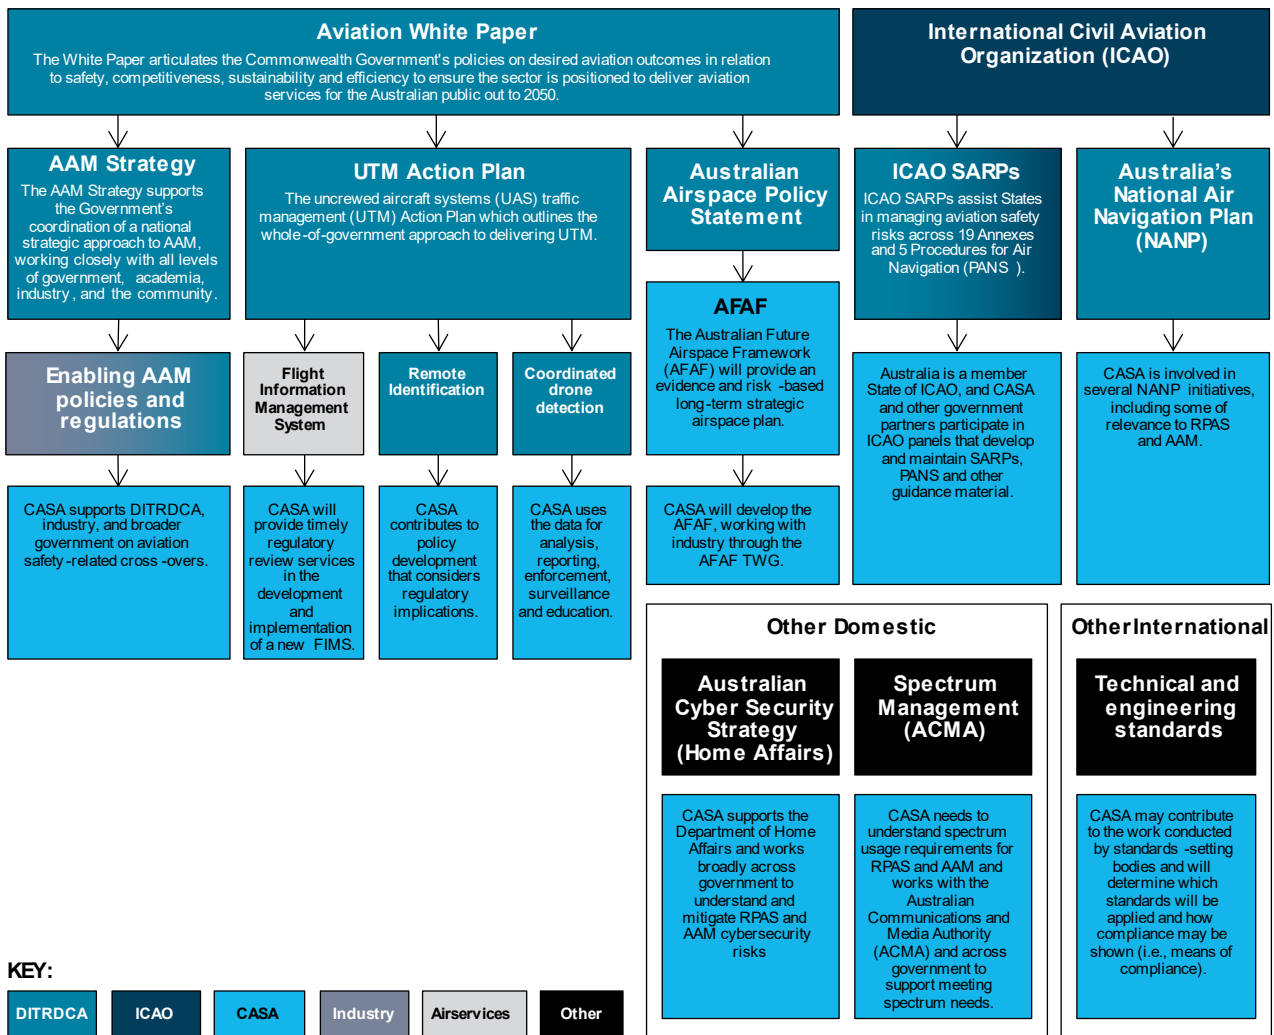 Aviation White Paper
The White Paper articulates the Commonwealth Government's policies on desired aviation outcomes in relation
to safety, competitiveness, sustainability and efficiency to ensure the sector is positioned to deliver aviation
services for the Australian public out to 2050.
International Civil Aviation
Organization (ICAO)
AAM Strategy
The AAM Strategy supports
the Government's
coordination of a national
strategic approach to AAM,
working closely with all levels
of government, academia,
industry, and the community.
UTM Action Plan
The uncrewed aircraft systems (UAS) traffic
management (UTM) Action Plan which outlines the
whole-of-government approach to delivering UTM.
Australian
Airspace Policy
Statement
ICAO SARPs
ICAO SARPs assist States
in managing aviation safety
risks across 19 Annexes
and 5 Procedures for Air
Navigation (PANS ).
Australia's
National Air
Navigation Plan
(NANP)
AFAF
The Australian Future
Airspace Framework
(AFAF) will provide an
evidence and risk -based
long-term strategic
airspace plan.
Enabling AAM
policies and
regulations
Flight
Information
Management
System
Remote
Identification
Coordinated
drone
detection
Australia is a member
State of ICAO, and CASA
and other government
partners participate in
ICAO panels that develop
and maintain SARPs,
PANS and other
guidance material.
CASA is involved in
several NANP initiatives,
including some of
relevance to RPAS
and AAM.
CASA supports DITRDCA,
industry, and broader
government on aviation
safety-related cross -overs.
CASA will
provide timely
regulatory
review services
in the
development
and
implementation
of a new FIMS.
CASA
contributes to
policy
development
that considers
regulatory
implications.
CASA uses
the data for
analysis,
reporting,
enforcement,
surveillance
and education.
CASA will develop the
AFAF, working with
industry through the
AFAF TWG.
Other Domestic
Other International
Australian
Cyber Security
Strategy
(Home Affairs)
Spectrum
Management
(ACMA)
Technical and
engineering
standards
CASA supports the
Department of Home
Affairs and works
broadly across
government to
understand and
mitigate RPAS and
AAM cybersecurity
risks
CASA needs to
understand spectrum
usage requirements for
RPAS and AAM and
works with the
Australian
Communications and
Media Authority
(ACMA) and across
government to
support meeting
spectrum needs.
CASA may contribute
to the work conducted
by standards -setting
bodies and will
determine which
standards will be
applied and how
compliance may be
shown (i.e., means of
compliance).
KEY:
DITRDCA
ICAO
CASA
Industry
Airservices
Other